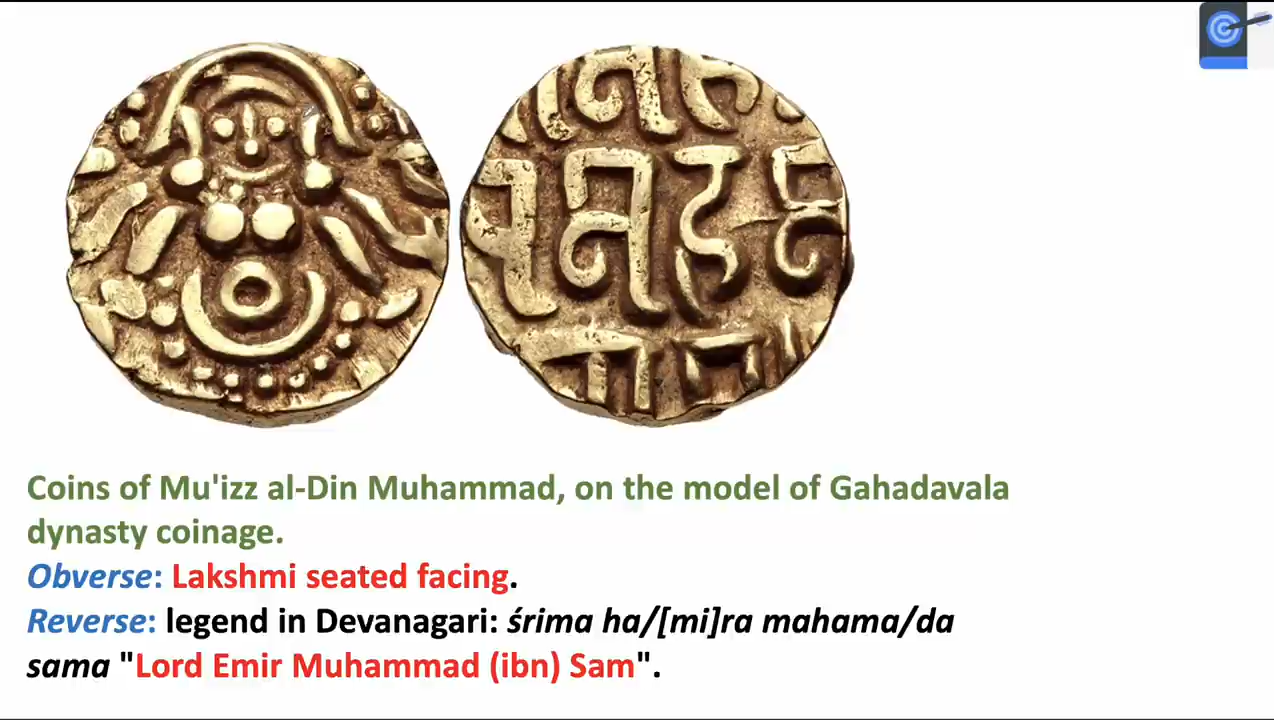 Coins of Mu'izz al-Din Muhammad, on the model of Gahadavala
dynasty coinage.
Obverse: Lakshmi seated facing.
Reverse: legend in Devanagari: śrima ha/[mi]ra mahama/da
sama "Lord Emir Muhammad (ibn) Sam".